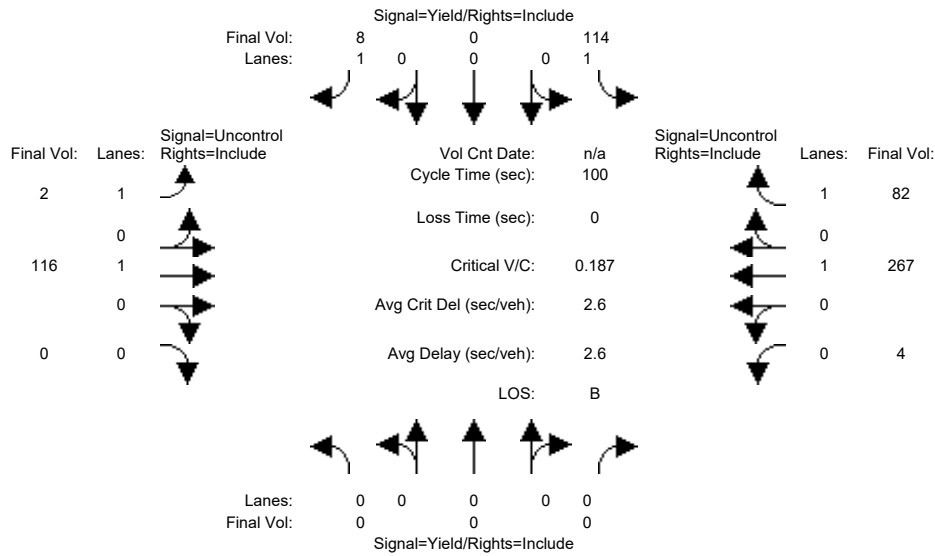 Signal=Yield/Rights=Include
Final Vol: 8 0 114
Lanes: 1 0 0 0 1
Signal=Uncontrol
Final Vol: Lanes: Rights=Include
Vol Cnt Date: n/a
Signal=Uncontrol
Rights=Include Lanes: Final Vol:
Cycle Time (sec): 100
2 1
1 82
Loss Time (sec): 0
0
0
116 1
Critical V/C: 0.187
1 267
0
Avg Crit Del (sec/veh): 2.6
0
0 0
Avg Delay (sec/veh): 2.6
0 4
LOS: B
Lanes: 0 0 0 0 0
Final Vol: 0 0 0
Signal=Yield/Rights=Include